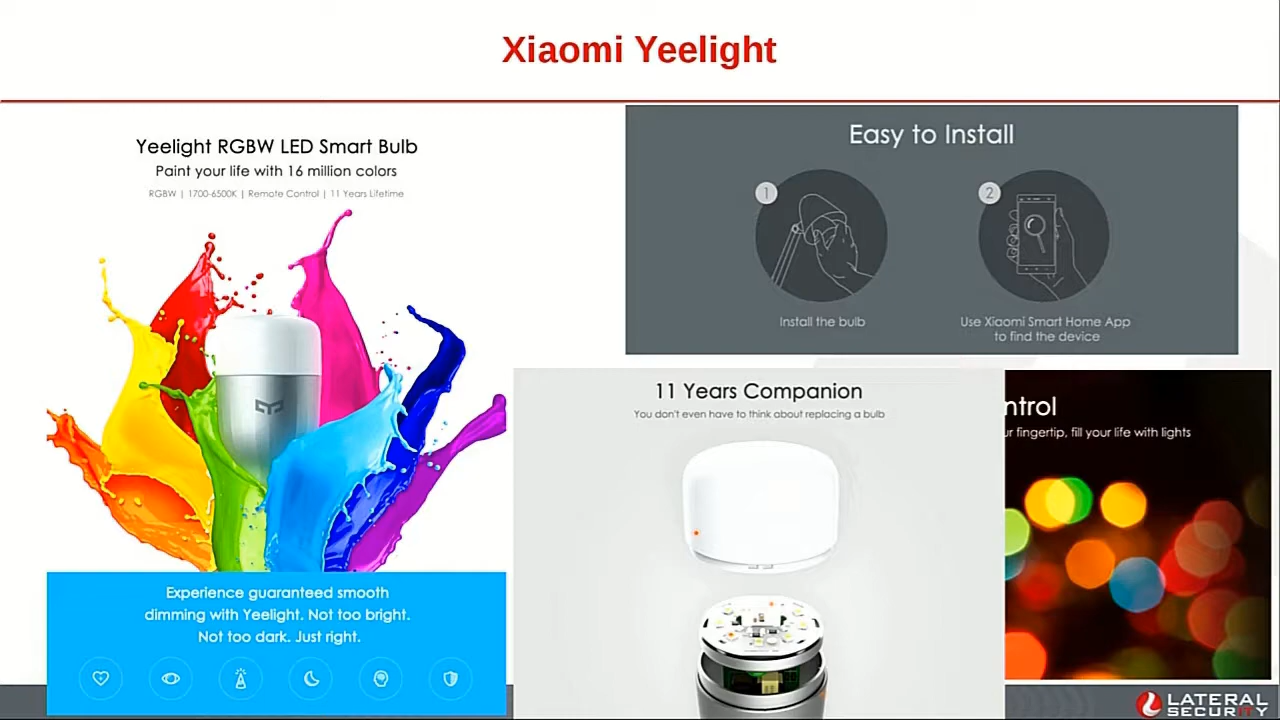 Xiaomi Yeelight
Yeelight RGBW LED Smart Bulb
Paint your life with 16 million colors
RGBW | 1700-6500K | Remote Control | 11 Years Lifetime
Experience guaranteed smooth
dimming with Yeelight. Not too bright.
Not too dark. Just right.
Easy to Install
1
2
Install the bulb
Use Xiaomi Smart Home App
to find the device
11 Years Companion
You don't even have to think about replacing a bulb
ntrol
ur fingertip, fill your life with lights
LATERAL
SECURITY